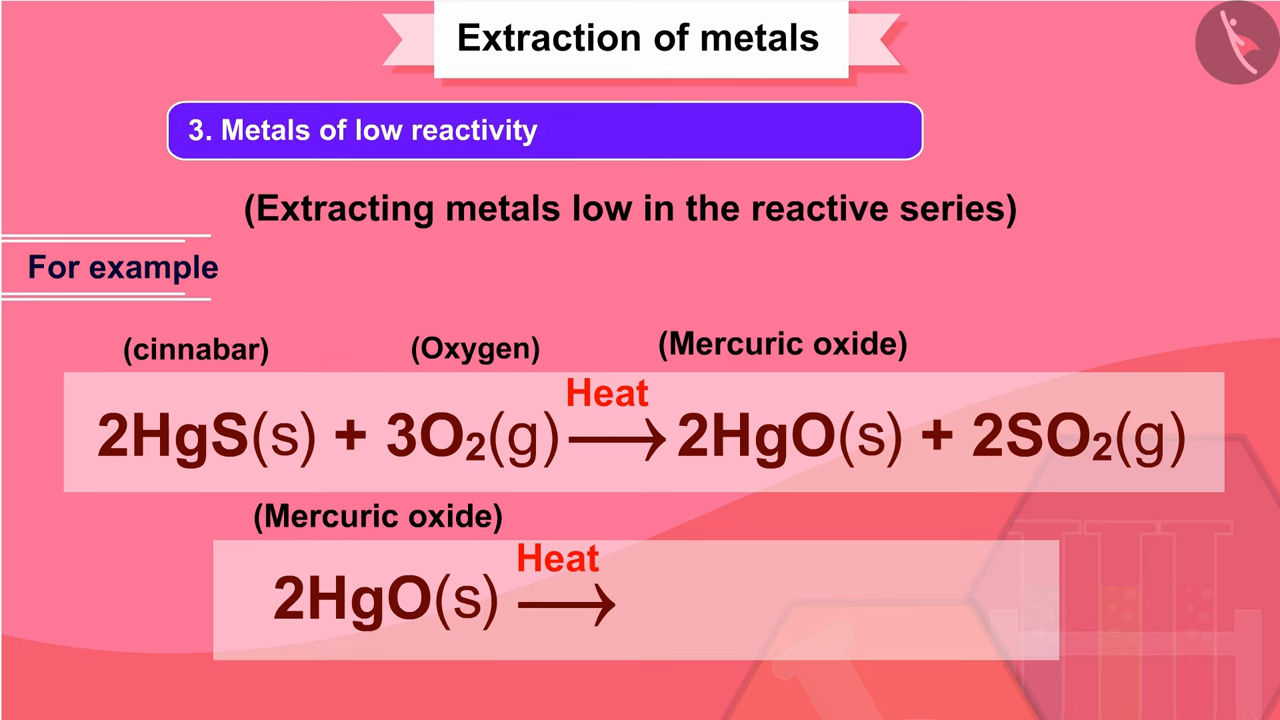 Extraction of metals
3. Metals of low reactivity
(Extracting metals low in the reactive series)
For example
(cinnabar) (Oxygen) (Mercuric oxide)
Heat
2HgS(s) + 3O₂(g) ⟶ 2HgO(s) + 2SO₂(g)
(Mercuric oxide)
Heat
2HgO(s) ⟶